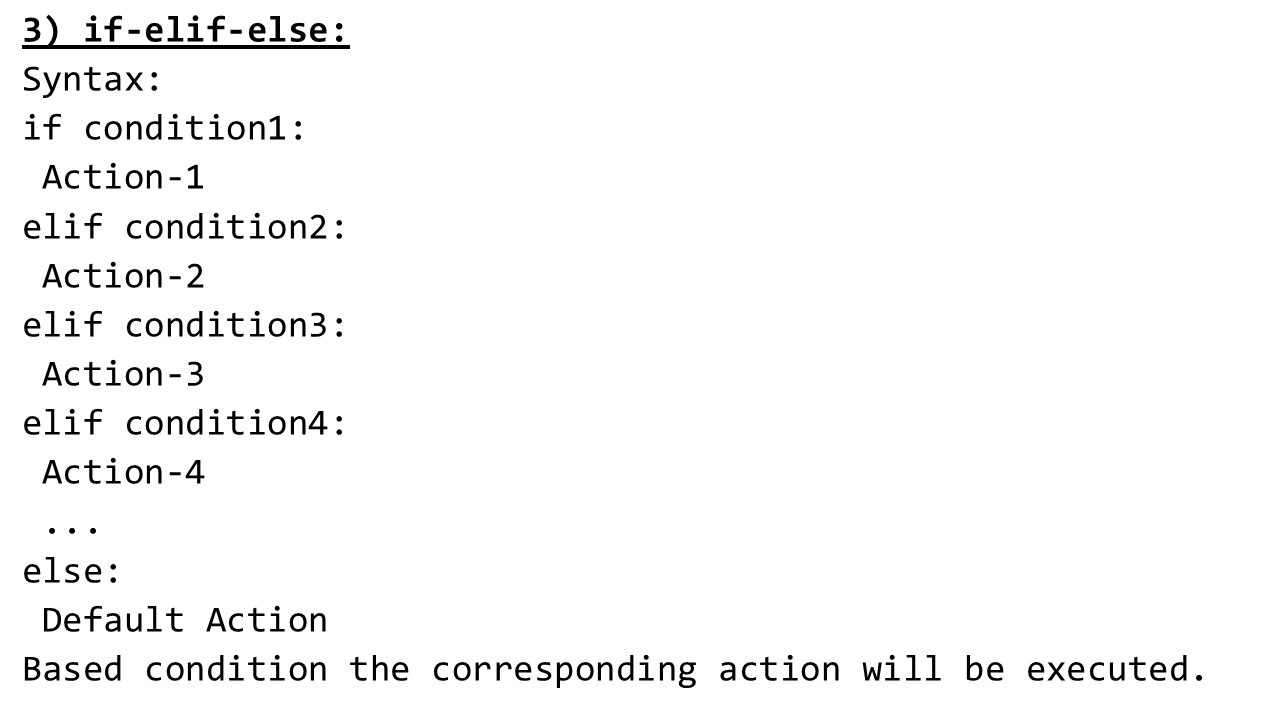 3) if-elif-else:
Syntax:
if condition1:
 Action-1
elif condition2:
 Action-2
elif condition3:
 Action-3
elif condition4:
 Action-4
 ...
else:
 Default Action
Based condition the corresponding action will be executed.